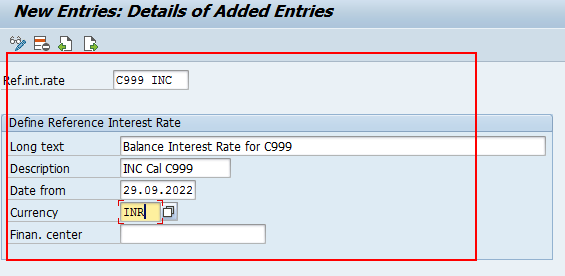 New Entries: Details of Added Entries
Ref.int.rate C999 INC
Define Reference Interest Rate
Long text Balance Interest Rate for C999
Description INC Cal C999
Date from 29.09.2022
Currency INR
Finan. center